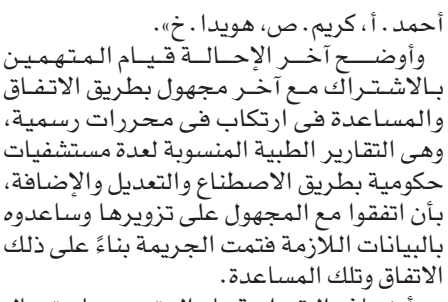 أحمد. أ، كريم. ص، هويدا. خ».
وأوضح آخر الإحالة قيام المتهمين
بالاشتراك مع آخر مجهول بطريق الاتفاق
والمساعدة فى ارتكاب فى محررات رسمية،
وهى التقارير الطبية المنسوبة لعدة مستشفيات
حكومية بطريق الاصطناع والتعديل والإضافة،
بأن اتفقوا مع المجهول على تزويرها وساعدوه
بالبيانات اللازمة فتمت الجريمة بناءً على ذلك
الاتفاق وتلك المساعدة.